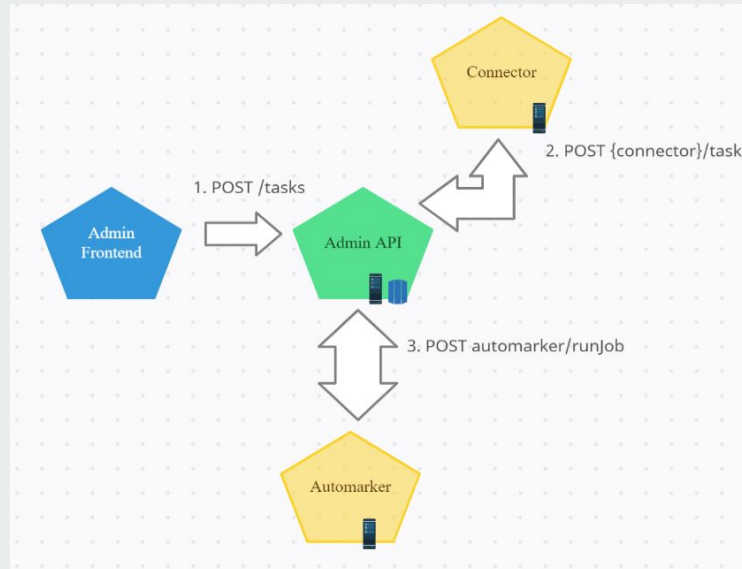 Connector
2. POST {connector}/task
1. POST /tasks
Admin
Frontend
Admin API
3. POST automarker/runJob
Automarker